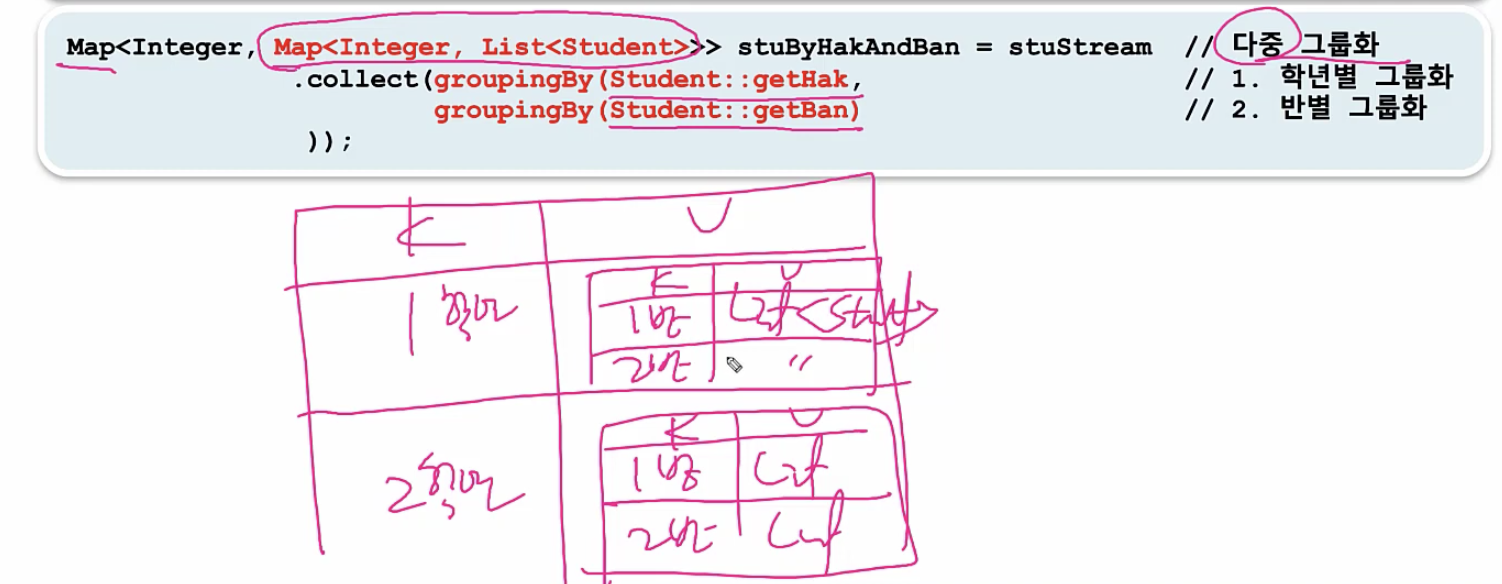 Map<Integer, Map<Integer, List<Student>>> stuByHakAndBan = stuStream // 다중 그룹화
.collect(groupingBy(Student::getHak, // 1. 학년별 그룹화
groupingBy(Student::getBan) // 2. 반별 그룹화
));
K V
1학년
K V
1반 List<Stud>
2반 "
2학년
K V
1반 List
2반 List